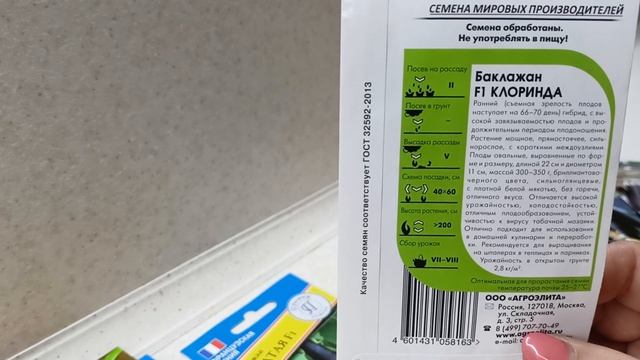 СЕМЕНА МИРОВЫХ ПРОИЗВОДИТЕЛЕЙ
Семена обработаны.
Не употреблять в пищу!
Посев на рассаду
II
Посев в грунт
–
Высадка рассады
V
Схема посадки, см
40×60
Высота растения, см
>200
Сбор урожая
VII–VIII
Баклажан
F1 КЛОРИНДА
Ранний (съемная зрелость плодов
наступает на 66–70 день) гибрид, с вы-
сокой завязываемостью плодов и про-
должительным периодом плодоношения.
Растение мощное, прямостоячее, силь-
норослое, с короткими междоузлиями.
Плоды овальные, выравненные по фор-
ме и размеру, длиной 22 см и диаметром
11 см, массой 300–350 г, бриллиантово-
черного цвета, сильноглянцевые,
с плотной белой мякотью, без горечи,
отличного вкуса. Отличается высокой
урожайностью, холодостойкостью,
отличным плодообразованием, устой-
чивостью к вирусу табачной мозаики.
Отлично подходит для использования
в домашней кулинарии и переработ-
ки. Рекомендуется для выращивания
на шпалерах в теплицах и парниках.
Урожайность в открытом грунте
2,8 кг/м².
Оптимальная для прорастания семян
температура почвы 25–27°С.
ООО «АГРОЭЛИТА»
Россия, 127018, Москва,
ул. Складочная,
д. 3, стр. 5
8 (499) 707-70-49
www.agroelita.ru
e-mail:
4 601431 058163
Качество семян соответствует ГОСТ 32592-2013